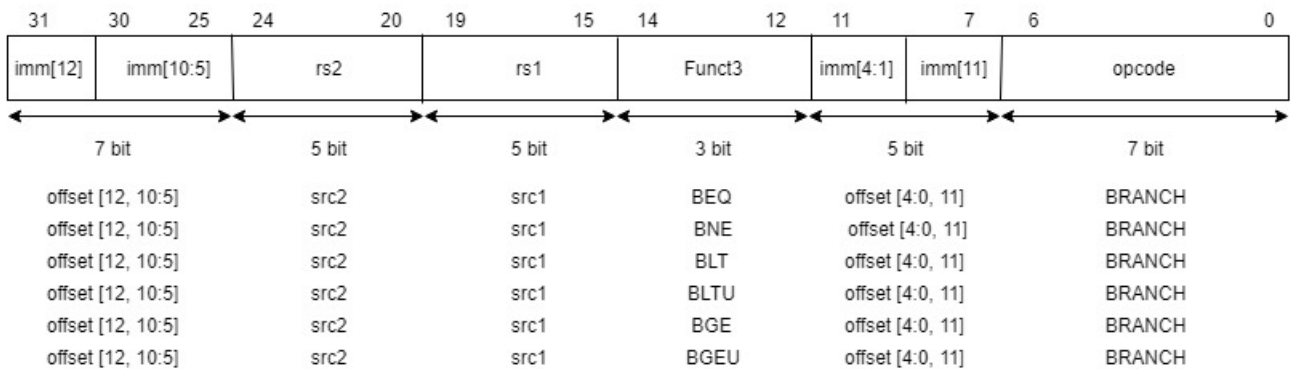 31 30 25 24 20 19 15 14 12 11 7 6 0
imm[12] imm[10:5] rs2 rs1 Funct3 imm[4:1] imm[11] opcode
7 bit 5 bit 5 bit 3 bit 5 bit 7 bit
offset [12, 10:5] src2 src1 BEQ offset [4:0, 11] BRANCH
offset [12, 10:5] src2 src1 BNE offset [4:0, 11] BRANCH
offset [12, 10:5] src2 src1 BLT offset [4:0, 11] BRANCH
offset [12, 10:5] src2 src1 BLTU offset [4:0, 11] BRANCH
offset [12, 10:5] src2 src1 BGE offset [4:0, 11] BRANCH
offset [12, 10:5] src2 src1 BGEU offset [4:0, 11] BRANCH